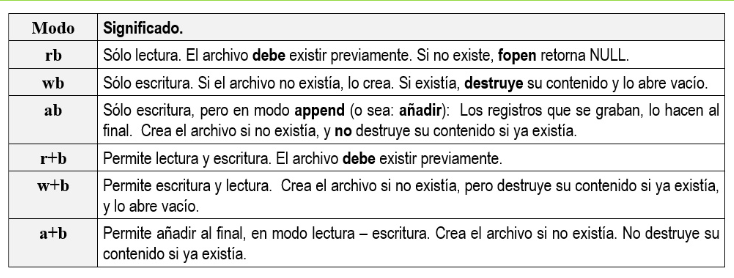 Modo Significado.
rb Sólo lectura. El archivo debe existir previamente. Si no existe, fopen retorna NULL.
wb Sólo escritura. Si el archivo no existía, lo crea. Si existía, destruye su contenido y lo abre vacío.
ab Sólo escritura, pero en modo append (o sea: añadir): Los registros que se graban, lo hacen al
final. Crea el archivo si no existía, y no destruye su contenido si ya existía.
r+b Permite lectura y escritura. El archivo debe existir previamente.
w+b Permite escritura y lectura. Crea el archivo si no existía, pero destruye su contenido si ya existía,
y lo abre vacío.
a+b Permite añadir al final, en modo lectura – escritura. Crea el archivo si no existía. No destruye su
contenido si ya existía.